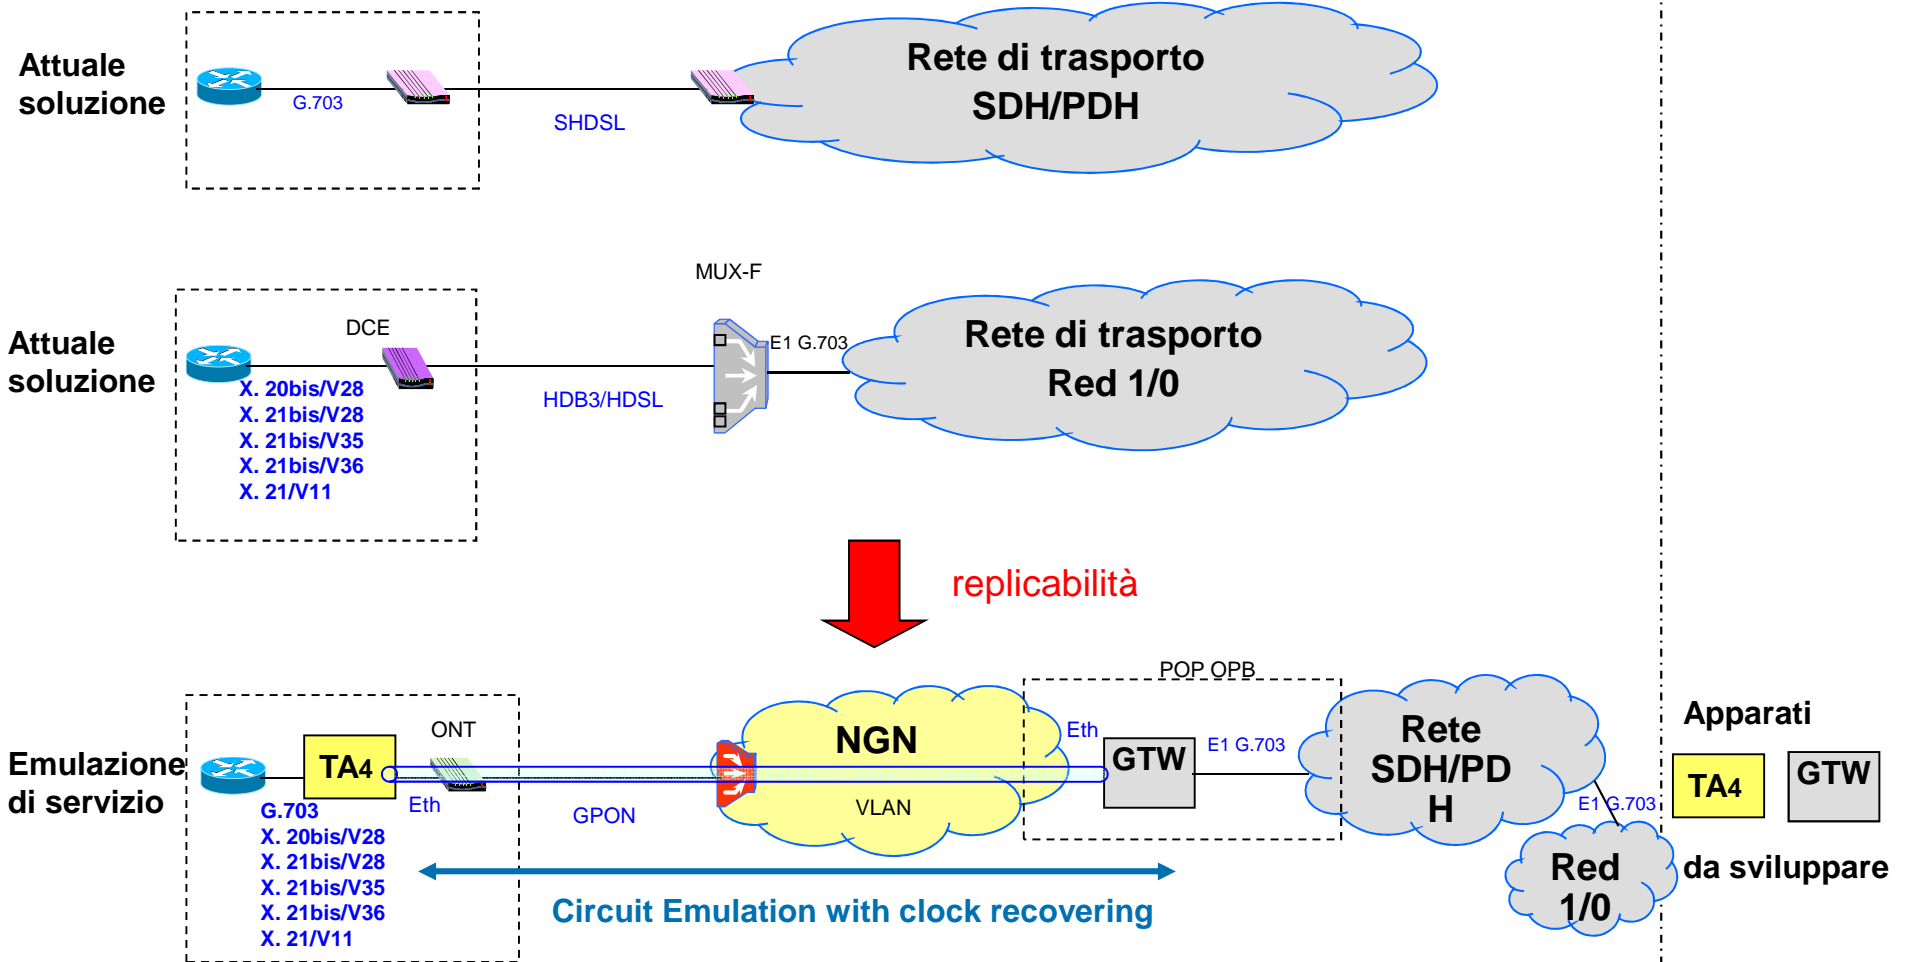 Attuale
soluzione
G.703
SHDSL
Rete di trasporto
SDH/PDH
Attuale
soluzione
DCE
X. 20bis/V28
X. 21bis/V28
X. 21bis/V35
X. 21bis/V36
X. 21/V11
HDB3/HDSL
MUX-F
E1 G.703
Rete di trasporto
Red 1/0
replicabilità
Emulazione
di servizio
TA4
ONT
Eth
G.703
X. 20bis/V28
X. 21bis/V28
X. 21bis/V35
X. 21bis/V36
X. 21/V11
GPON
NGN
VLAN
Eth
POP OPB
GTW
E1 G.703
Rete
SDH/PD
H
E1 G.703
Red
1/0
Circuit Emulation with clock recovering
Apparati
TA4
GTW
da sviluppare